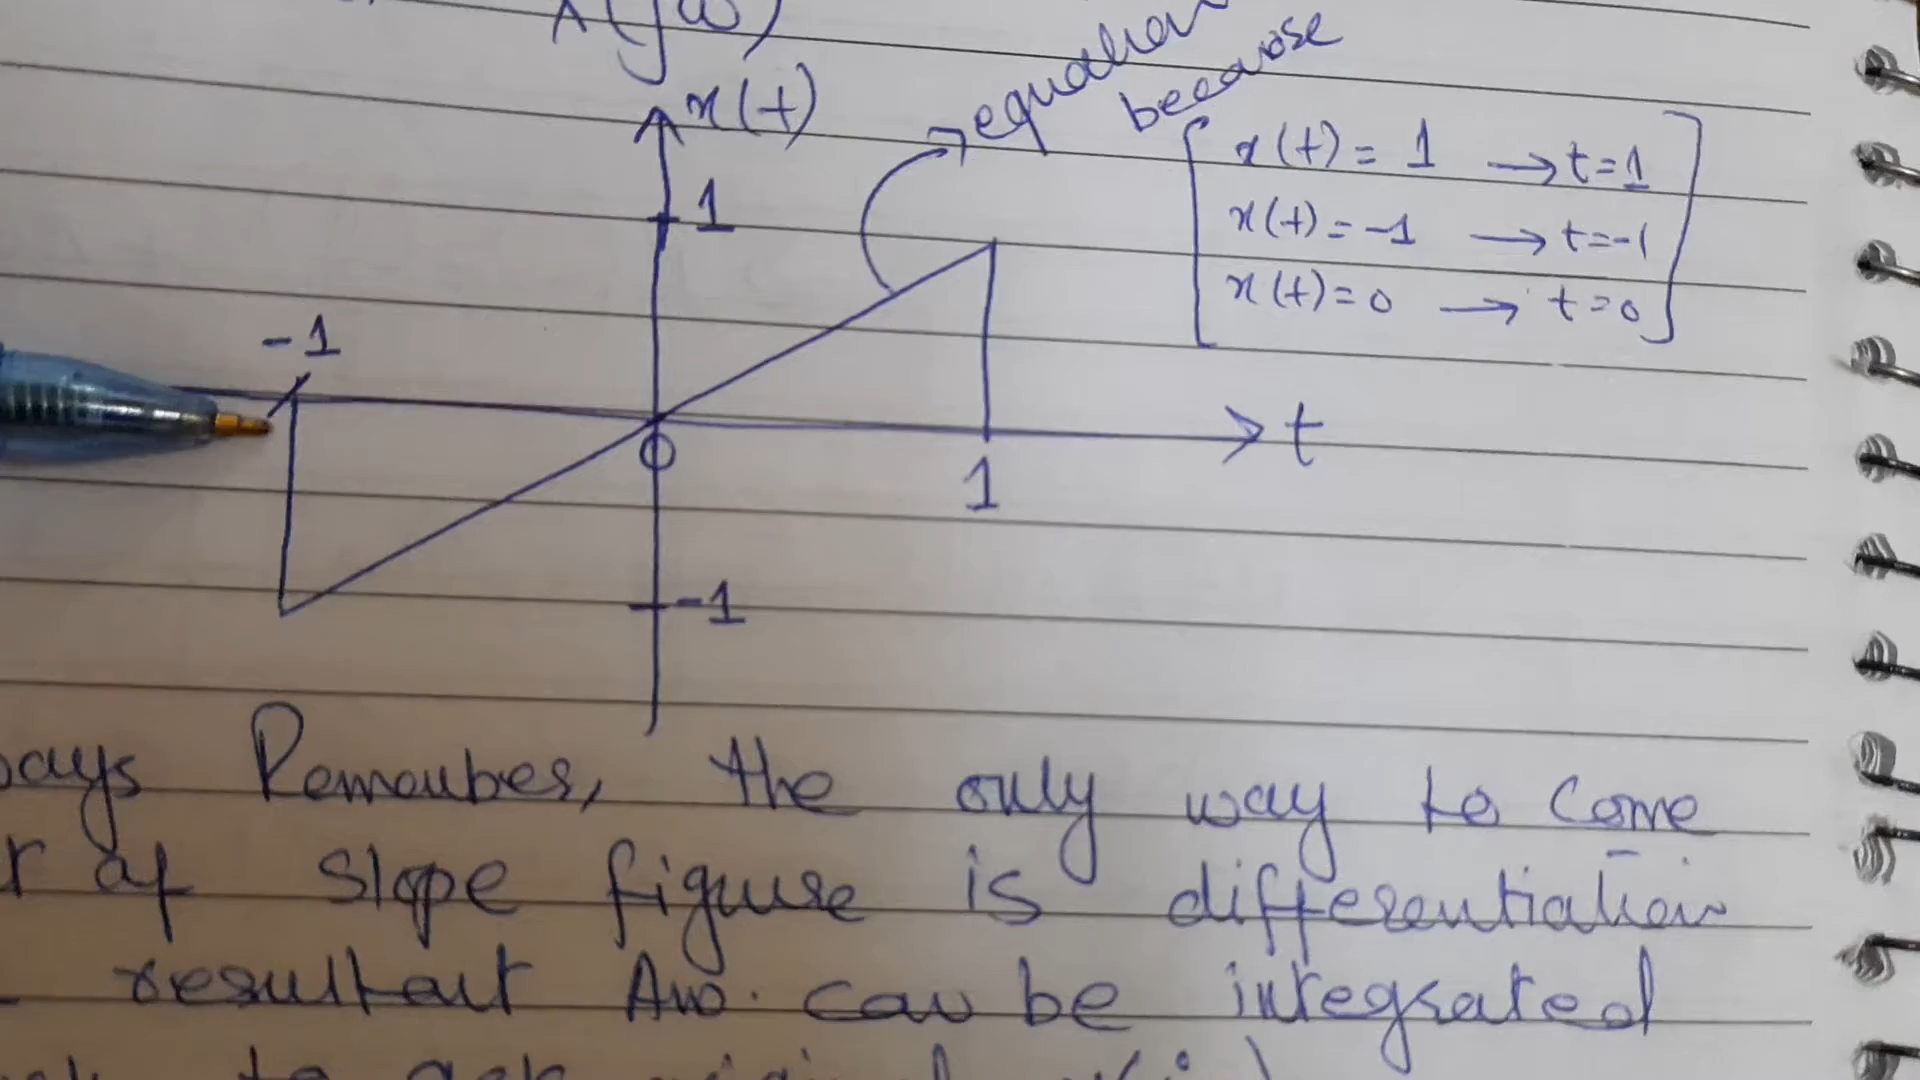 X(jω)
equation
because
x(t)
x(t) = 1 → t=1
1
x(t) = -1 → t=-1
x(t) = 0 → t=0
-1
t
0
1
-1
Remember, the only way to come
of slope figure is differentiation
resultant Ans. can be integrated
to